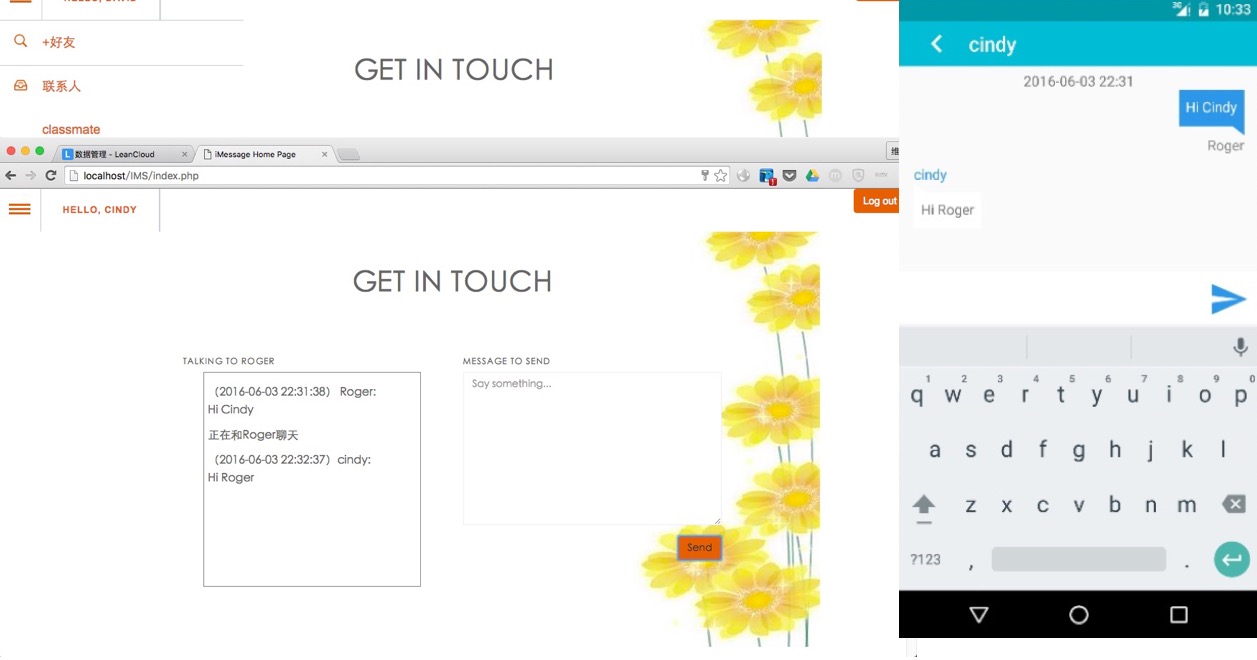 +好友
联系人
classmate
GET IN TOUCH
数据管理 - LeanCloud
iMessage Home Page
localhost/IMS/index.php
HELLO, CINDY
Log out
GET IN TOUCH
TALKING TO ROGER
(2016-06-03 22:31:38) Roger:
Hi Cindy
正在和Roger聊天
(2016-06-03 22:32:37) cindy:
Hi Roger
MESSAGE TO SEND
Say something...
Send
3G 10:33
cindy
2016-06-03 22:31
Hi Cindy
Roger
cindy
Hi Roger
1 2 3 4 5 6 7 8 9 0
q w e r t y u i o p
a s d f g h j k l
z x c v b n m
?123 , .